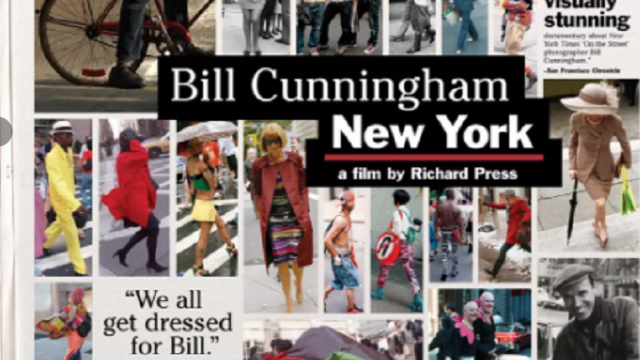 visually
stunning
documentary about New
York Times 'On the Street'
photographer Bill
Cunningham."
–San Francisco Chronicle
Bill Cunningham
New York
a film by Richard Press
"We all
get dressed
for Bill."